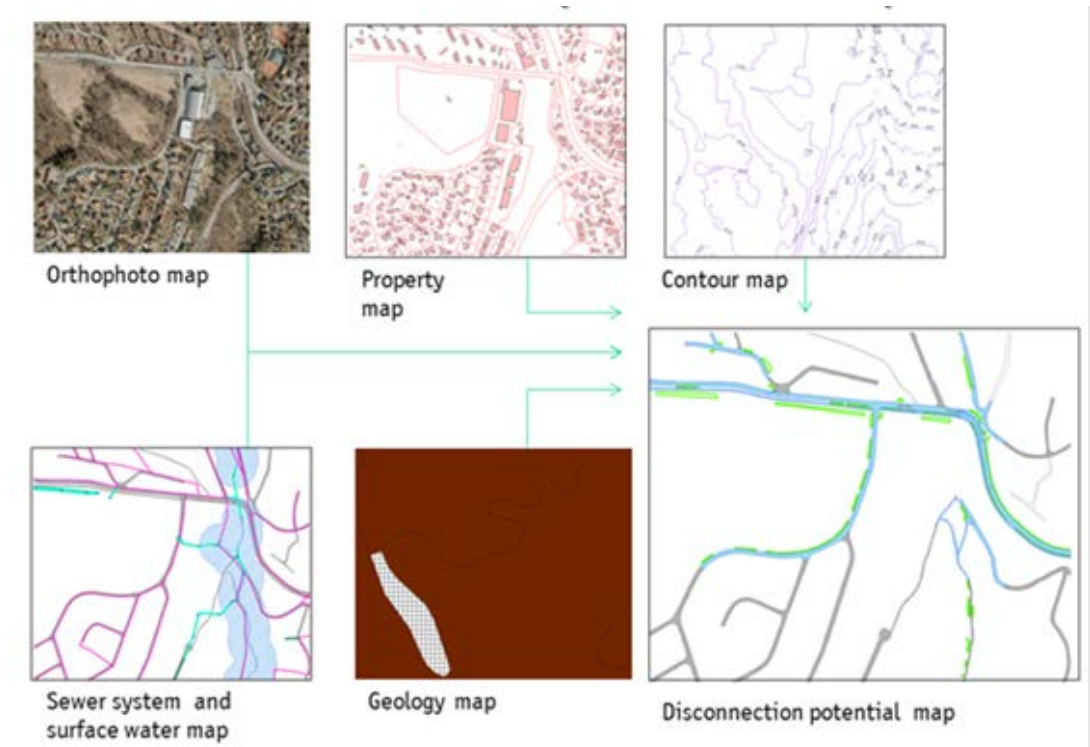 Orthophoto map
Property
map
Contour map
Sewer system and
surface water map
Geology map
Disconnection potential map